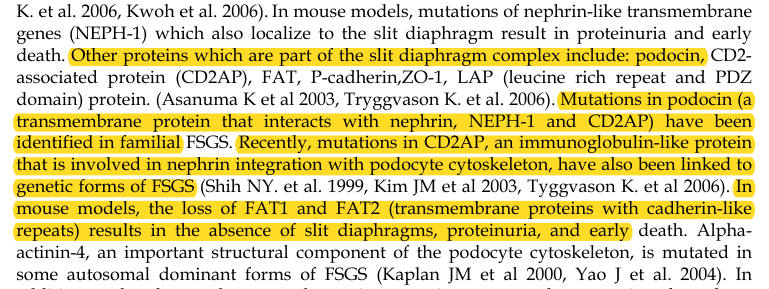 K. et al. 2006, Kwoh et al. 2006). In mouse models, mutations of nephrin-like transmembrane
genes (NEPH-1) which also localize to the slit diaphragm result in proteinuria and early
death. Other proteins which are part of the slit diaphragm complex include: podocin, CD2-
associated protein (CD2AP), FAT, P-cadherin,ZO-1, LAP (leucine rich repeat and PDZ
domain) protein. (Asanuma K et al 2003, Tryggvason K. et al. 2006). Mutations in podocin (a
transmembrane protein that interacts with nephrin, NEPH-1 and CD2AP) have been
identified in familial FSGS. Recently, mutations in CD2AP, an immunoglobulin-like protein
that is involved in nephrin integration with podocyte cytoskeleton, have also been linked to
genetic forms of FSGS (Shih NY. et al. 1999, Kim JM et al 2003, Tyggvason K. et al 2006). In
mouse models, the loss of FAT1 and FAT2 (transmembrane proteins with cadherin-like
repeats) results in the absence of slit diaphragms, proteinuria, and early death. Alpha-
actinin-4, an important structural component of the podocyte cytoskeleton, is mutated in
some autosomal dominant forms of FSGS (Kaplan JM et al 2000, Yao J et al. 2004). In